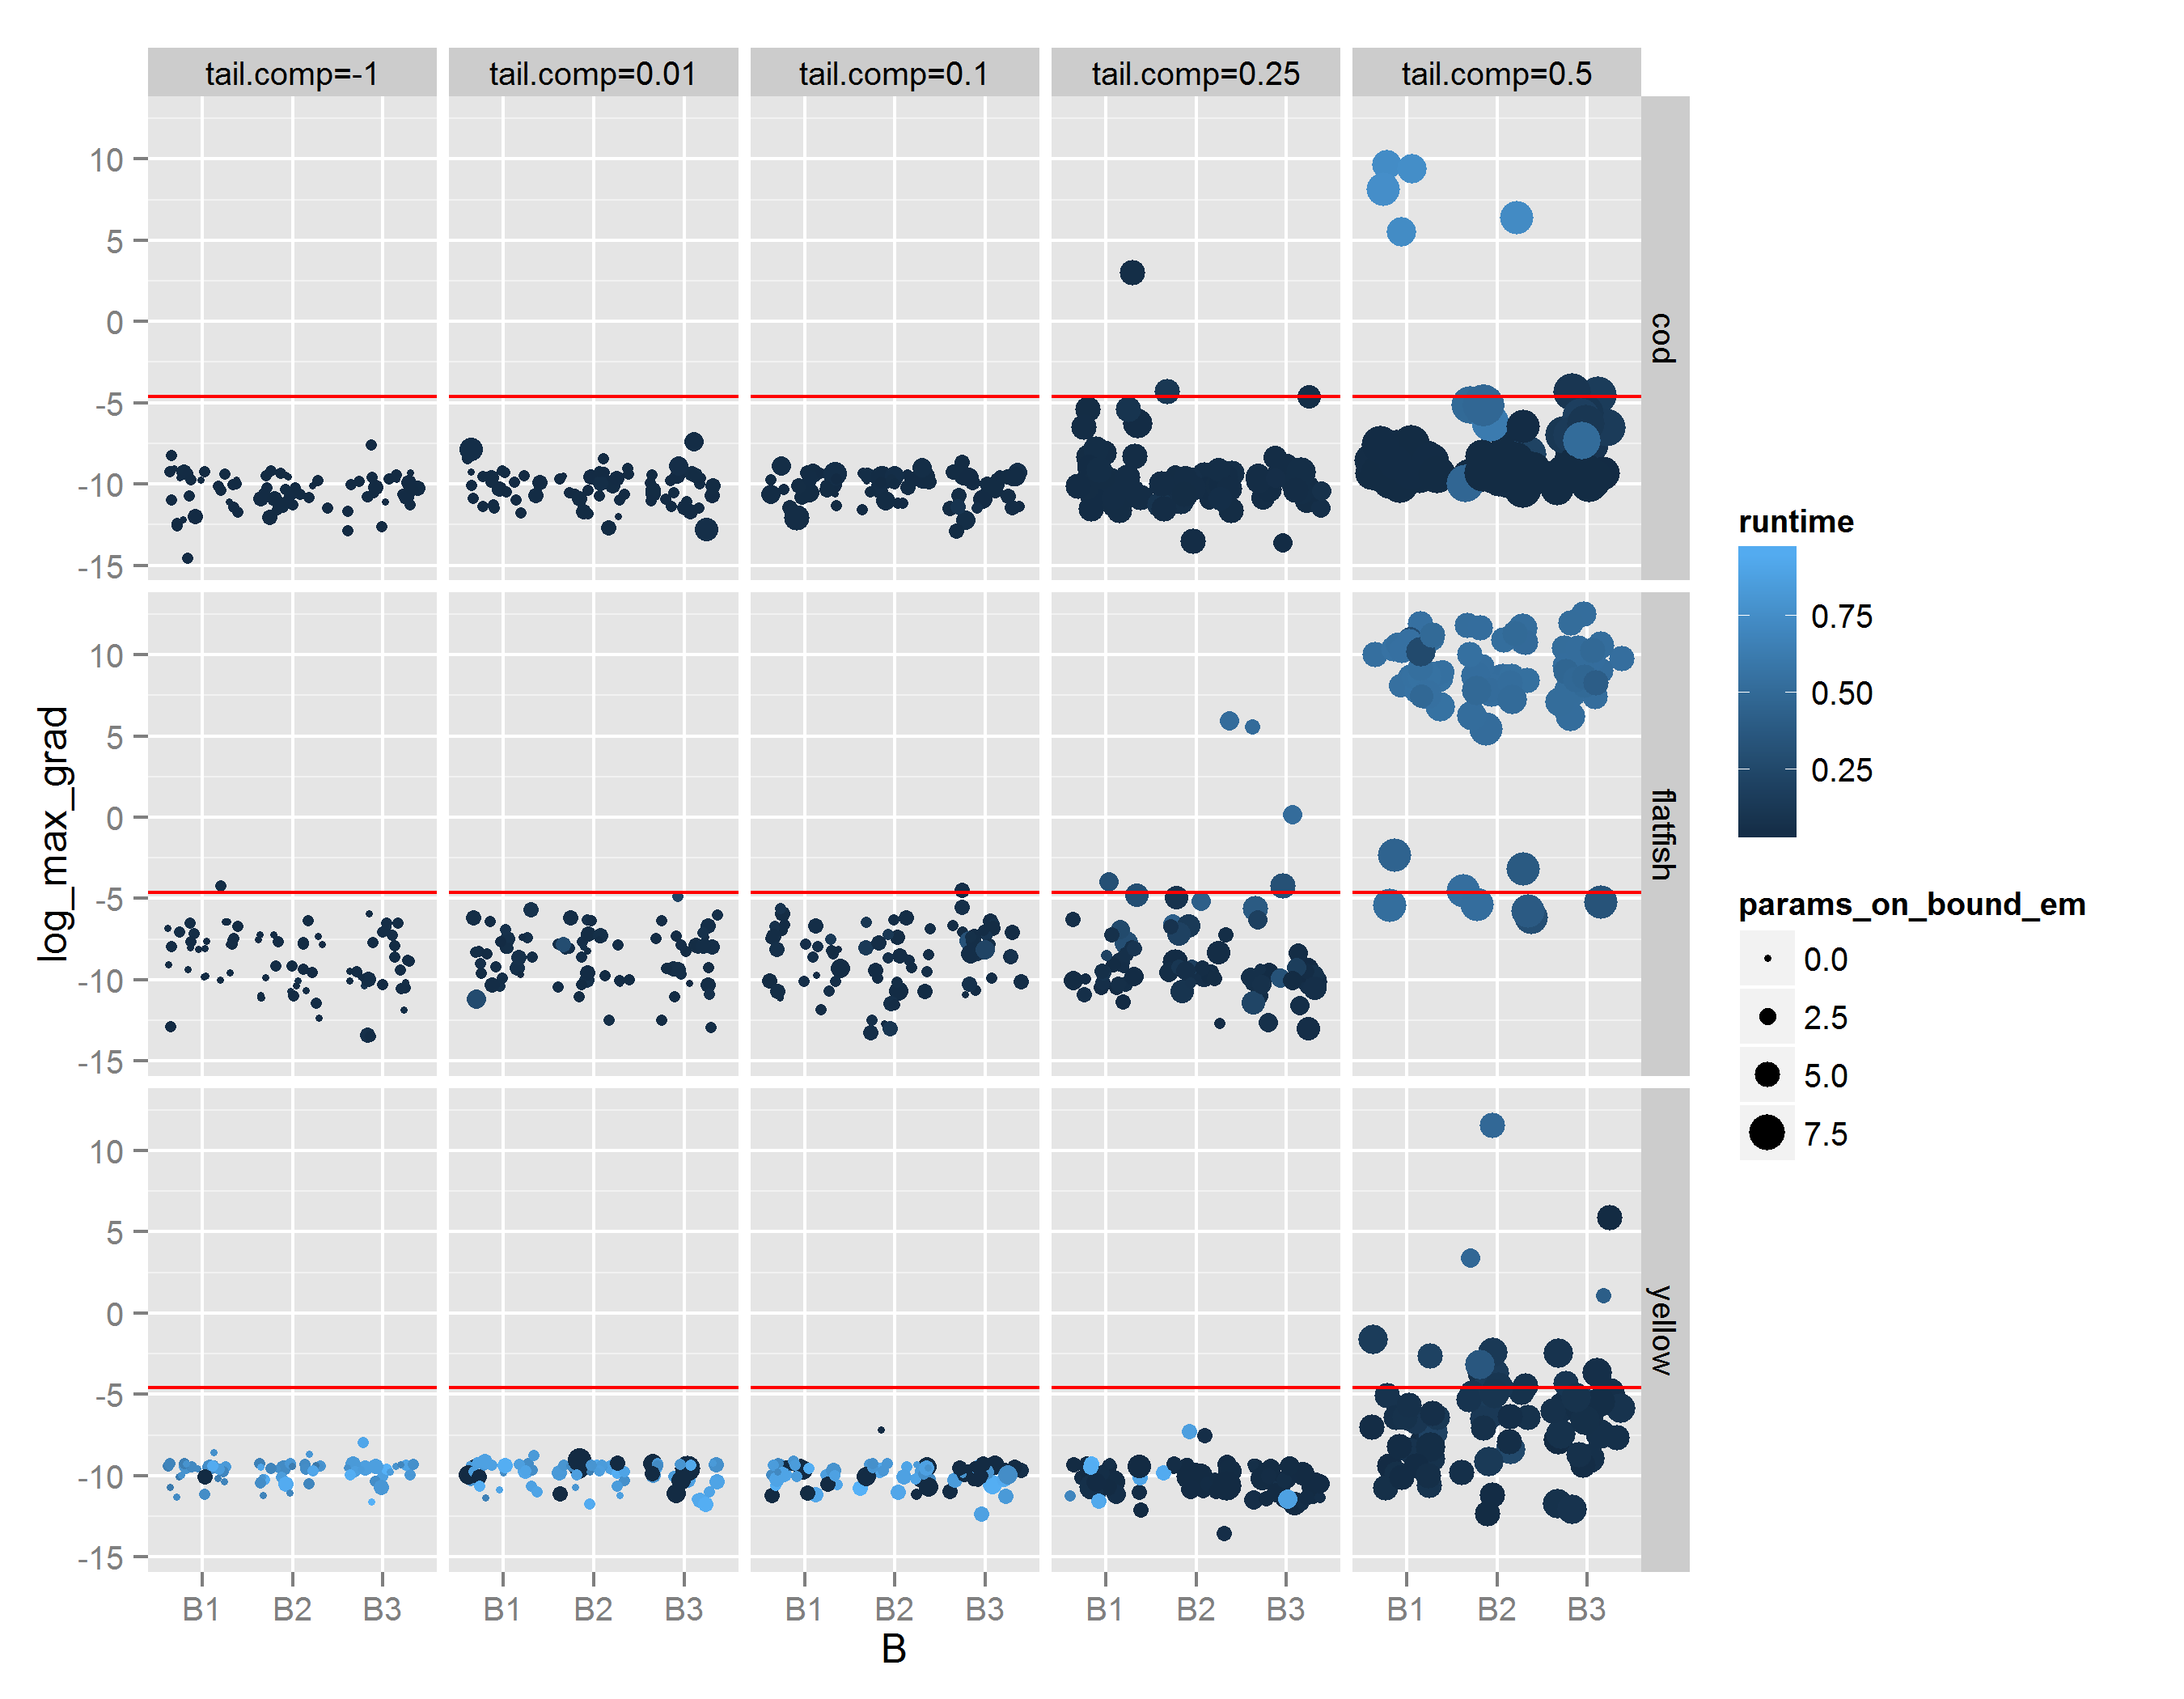 tail.comp=-1 tail.comp=0.01 tail.comp=0.1 tail.comp=0.25 tail.comp=0.5
10
5
0
-5
-10
-15
cod
10
5
0
-5
-10
-15
flatfish
10
5
0
-5
-10
-15
yellow
log_max_grad
B1 B2 B3 B1 B2 B3 B1 B2 B3 B1 B2 B3 B1 B2 B3
B
runtime
0.75
0.50
0.25
params_on_bound_em
0.0
2.5
5.0
7.5